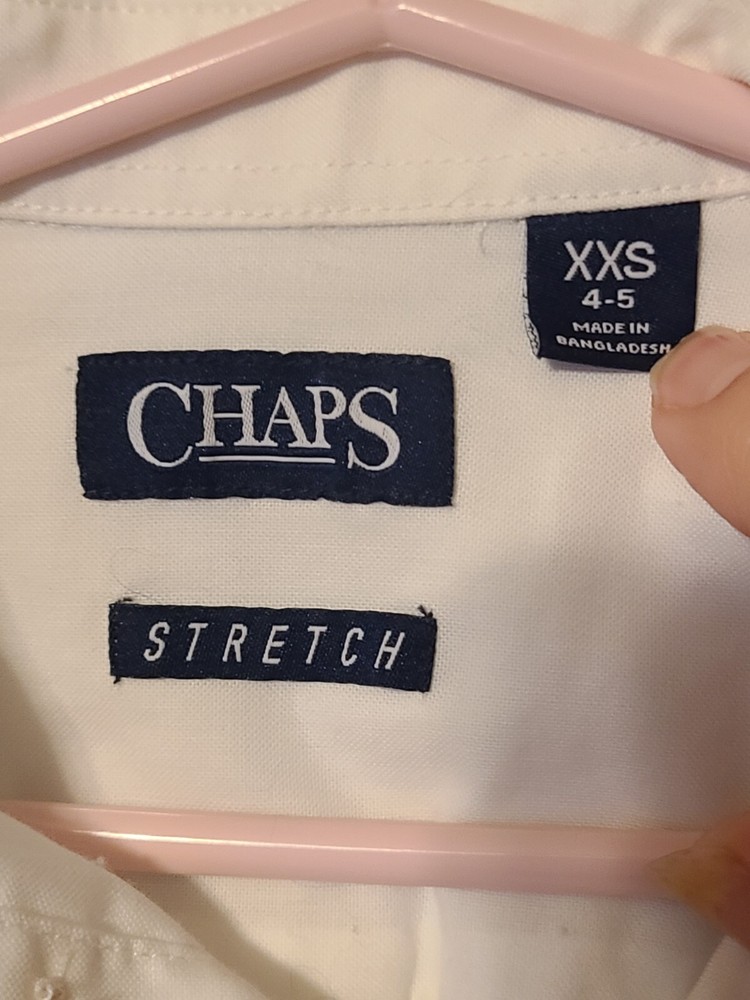 XXS
4-5
MADE IN
BANGLADESH
CHAPS
STRETCH